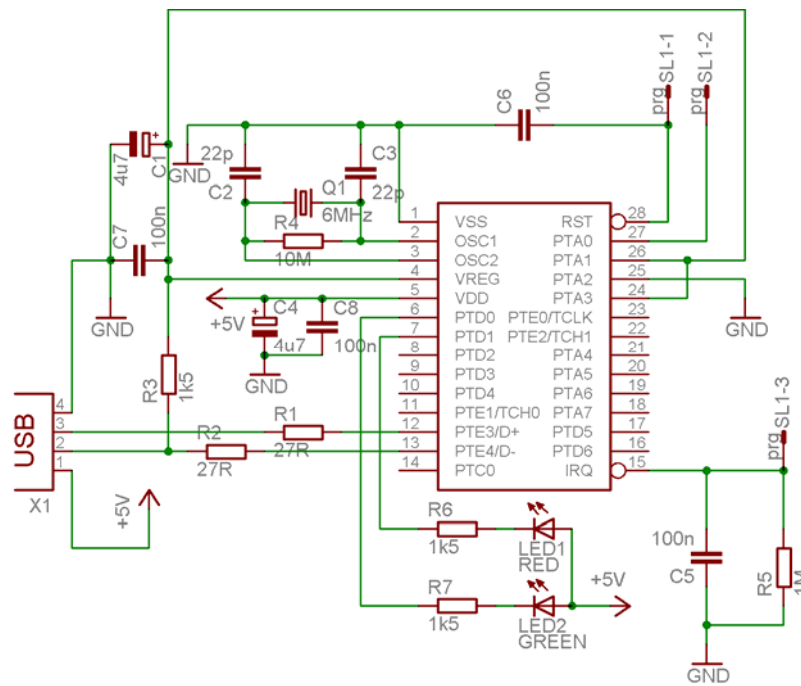 prg
SL1-1
prg
SL1-2
C6
100n
+
C1
4u7
GND
22p
C2
C3
22p
Q1
6MHz
R4
10M
C7
100n
GND
1 VSS
2 OSC1
3 OSC2
4 VREG
5 VDD
6 PTD0
7 PTD1
8 PTD2
9 PTD3
10 PTD4
11 PTE1/TCH0
12 PTE3/D+
13 PTE4/D-
14 PTC0
RST 28
PTA0 27
PTA1 26
PTA2 25
PTA3 24
PTE0/TCLK 23
PTE2/TCH1 22
PTA4 21
PTA5 20
PTA6 19
PTA7 18
PTD5 17
PTD6 16
IRQ 15
GND
+5V
+
C4
4u7
C8
100n
GND
R3
1k5
USB
4
3
2
1
X1
R1
27R
R2
27R
+5V
prg
SL1-3
R6
1k5
LED1
RED
R7
1k5
LED2
GREEN
+5V
100n
C5
R5
1M
GND